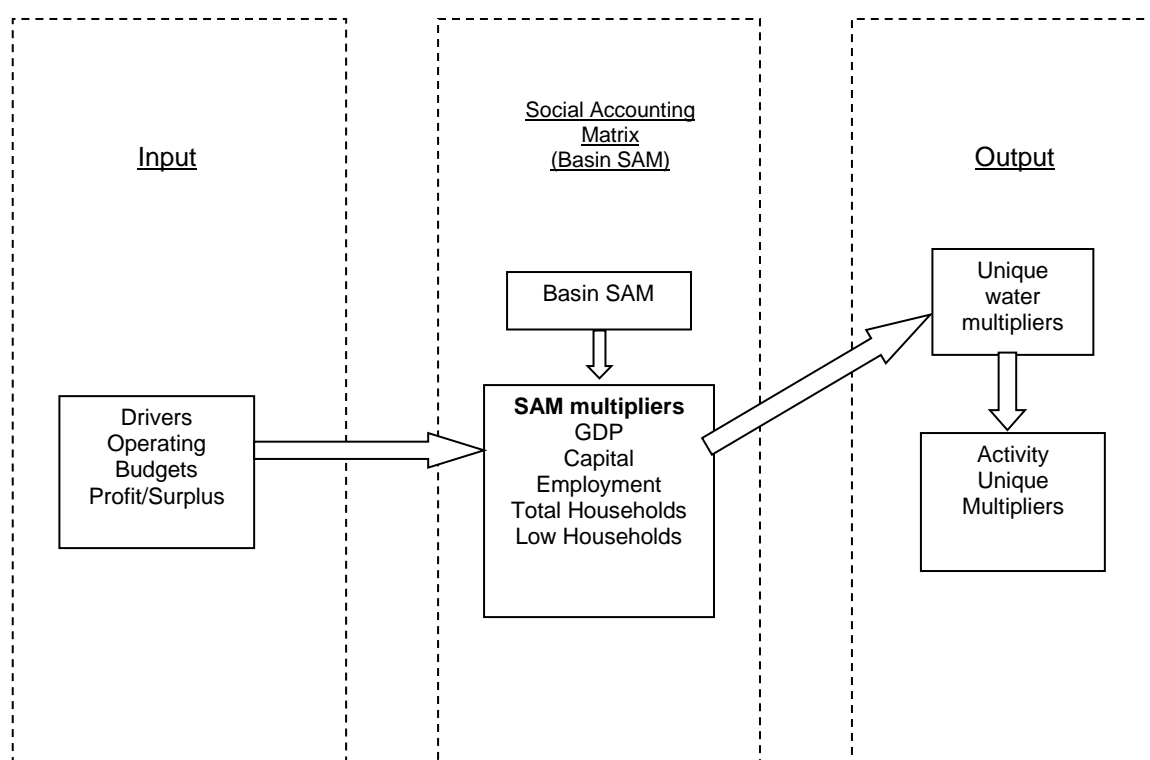 Input
Social Accounting
Matrix
(Basin SAM)
Output
Drivers
Operating
Budgets
Profit/Surplus
Basin SAM
SAM multipliers
GDP
Capital
Employment
Total Households
Low Households
Unique
water
multipliers
Activity
Unique
Multipliers